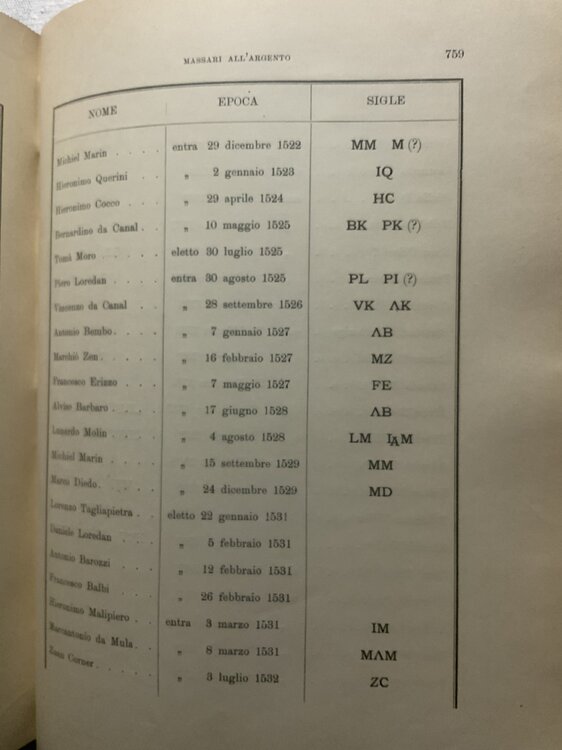 MASSARI ALL'ARGENTO 759
NOME EPOCA SIGLE
Michiel Marin . . . . entra 29 dicembre 1522 MM M (?)
Hieronimo Querini . . . „ 2 gennaio 1523 IQ
Hieronimo Cocco . . . . „ 29 aprile 1524 HC
Bernardino da Canal . . „ 10 maggio 1525 BK PK (?)
Tomà Moro . . . . eletto 30 luglio 1525
Piero Loredan . . . . entra 30 agosto 1525 PL PI (?)
Vincenzo da Canal . . „ 28 settembre 1526 VK ΛK
Antonio Bembo . . . . „ 7 gennaio 1527 ΛB
Marchiò Zen . . . . „ 16 febbraio 1527 MZ
Francesco Erizzo . . . „ 7 maggio 1527 FE
Alvise Barbaro . . . . „ 17 giugno 1528 ΛB
Lunardo Molin . . . . „ 4 agosto 1528 LM LAM
Michiel Marin . . . . „ 15 settembre 1529 MM
Marco Diedo . . . . „ 24 dicembre 1529 MD
Lorenzo Tagliapietra . . eletto 22 gennaio 1531
Daniele Loredan . . . „ 5 febbraio 1531
Antonio Barozzi . . . „ 12 febbraio 1531
Francesco Balbi . . . „ 26 febbraio 1531
Hieronimo Malipiero . . entra 3 marzo 1531 IM
Marcantonio da Mula . . „ 8 marzo 1531 MΛM
Zuan Corner . . . . „ 3 luglio 1532 ZC